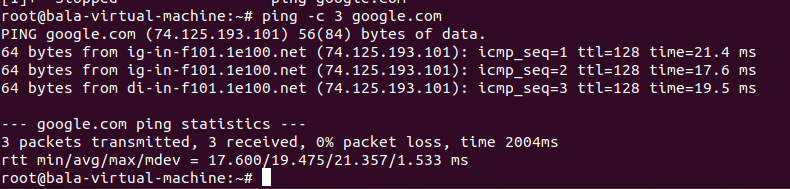 root@bala-virtual-machine:~# ping -c 3 google.com
PING google.com (74.125.193.101) 56(84) bytes of data.
64 bytes from ig-in-f101.1e100.net (74.125.193.101): icmp_seq=1 ttl=128 time=21.4 ms
64 bytes from ig-in-f101.1e100.net (74.125.193.101): icmp_seq=2 ttl=128 time=17.6 ms
64 bytes from di-in-f101.1e100.net (74.125.193.101): icmp_seq=3 ttl=128 time=19.5 ms
--- google.com ping statistics ---
3 packets transmitted, 3 received, 0% packet loss, time 2004ms
rtt min/avg/max/mdev = 17.600/19.475/21.357/1.533 ms
root@bala-virtual-machine:~#